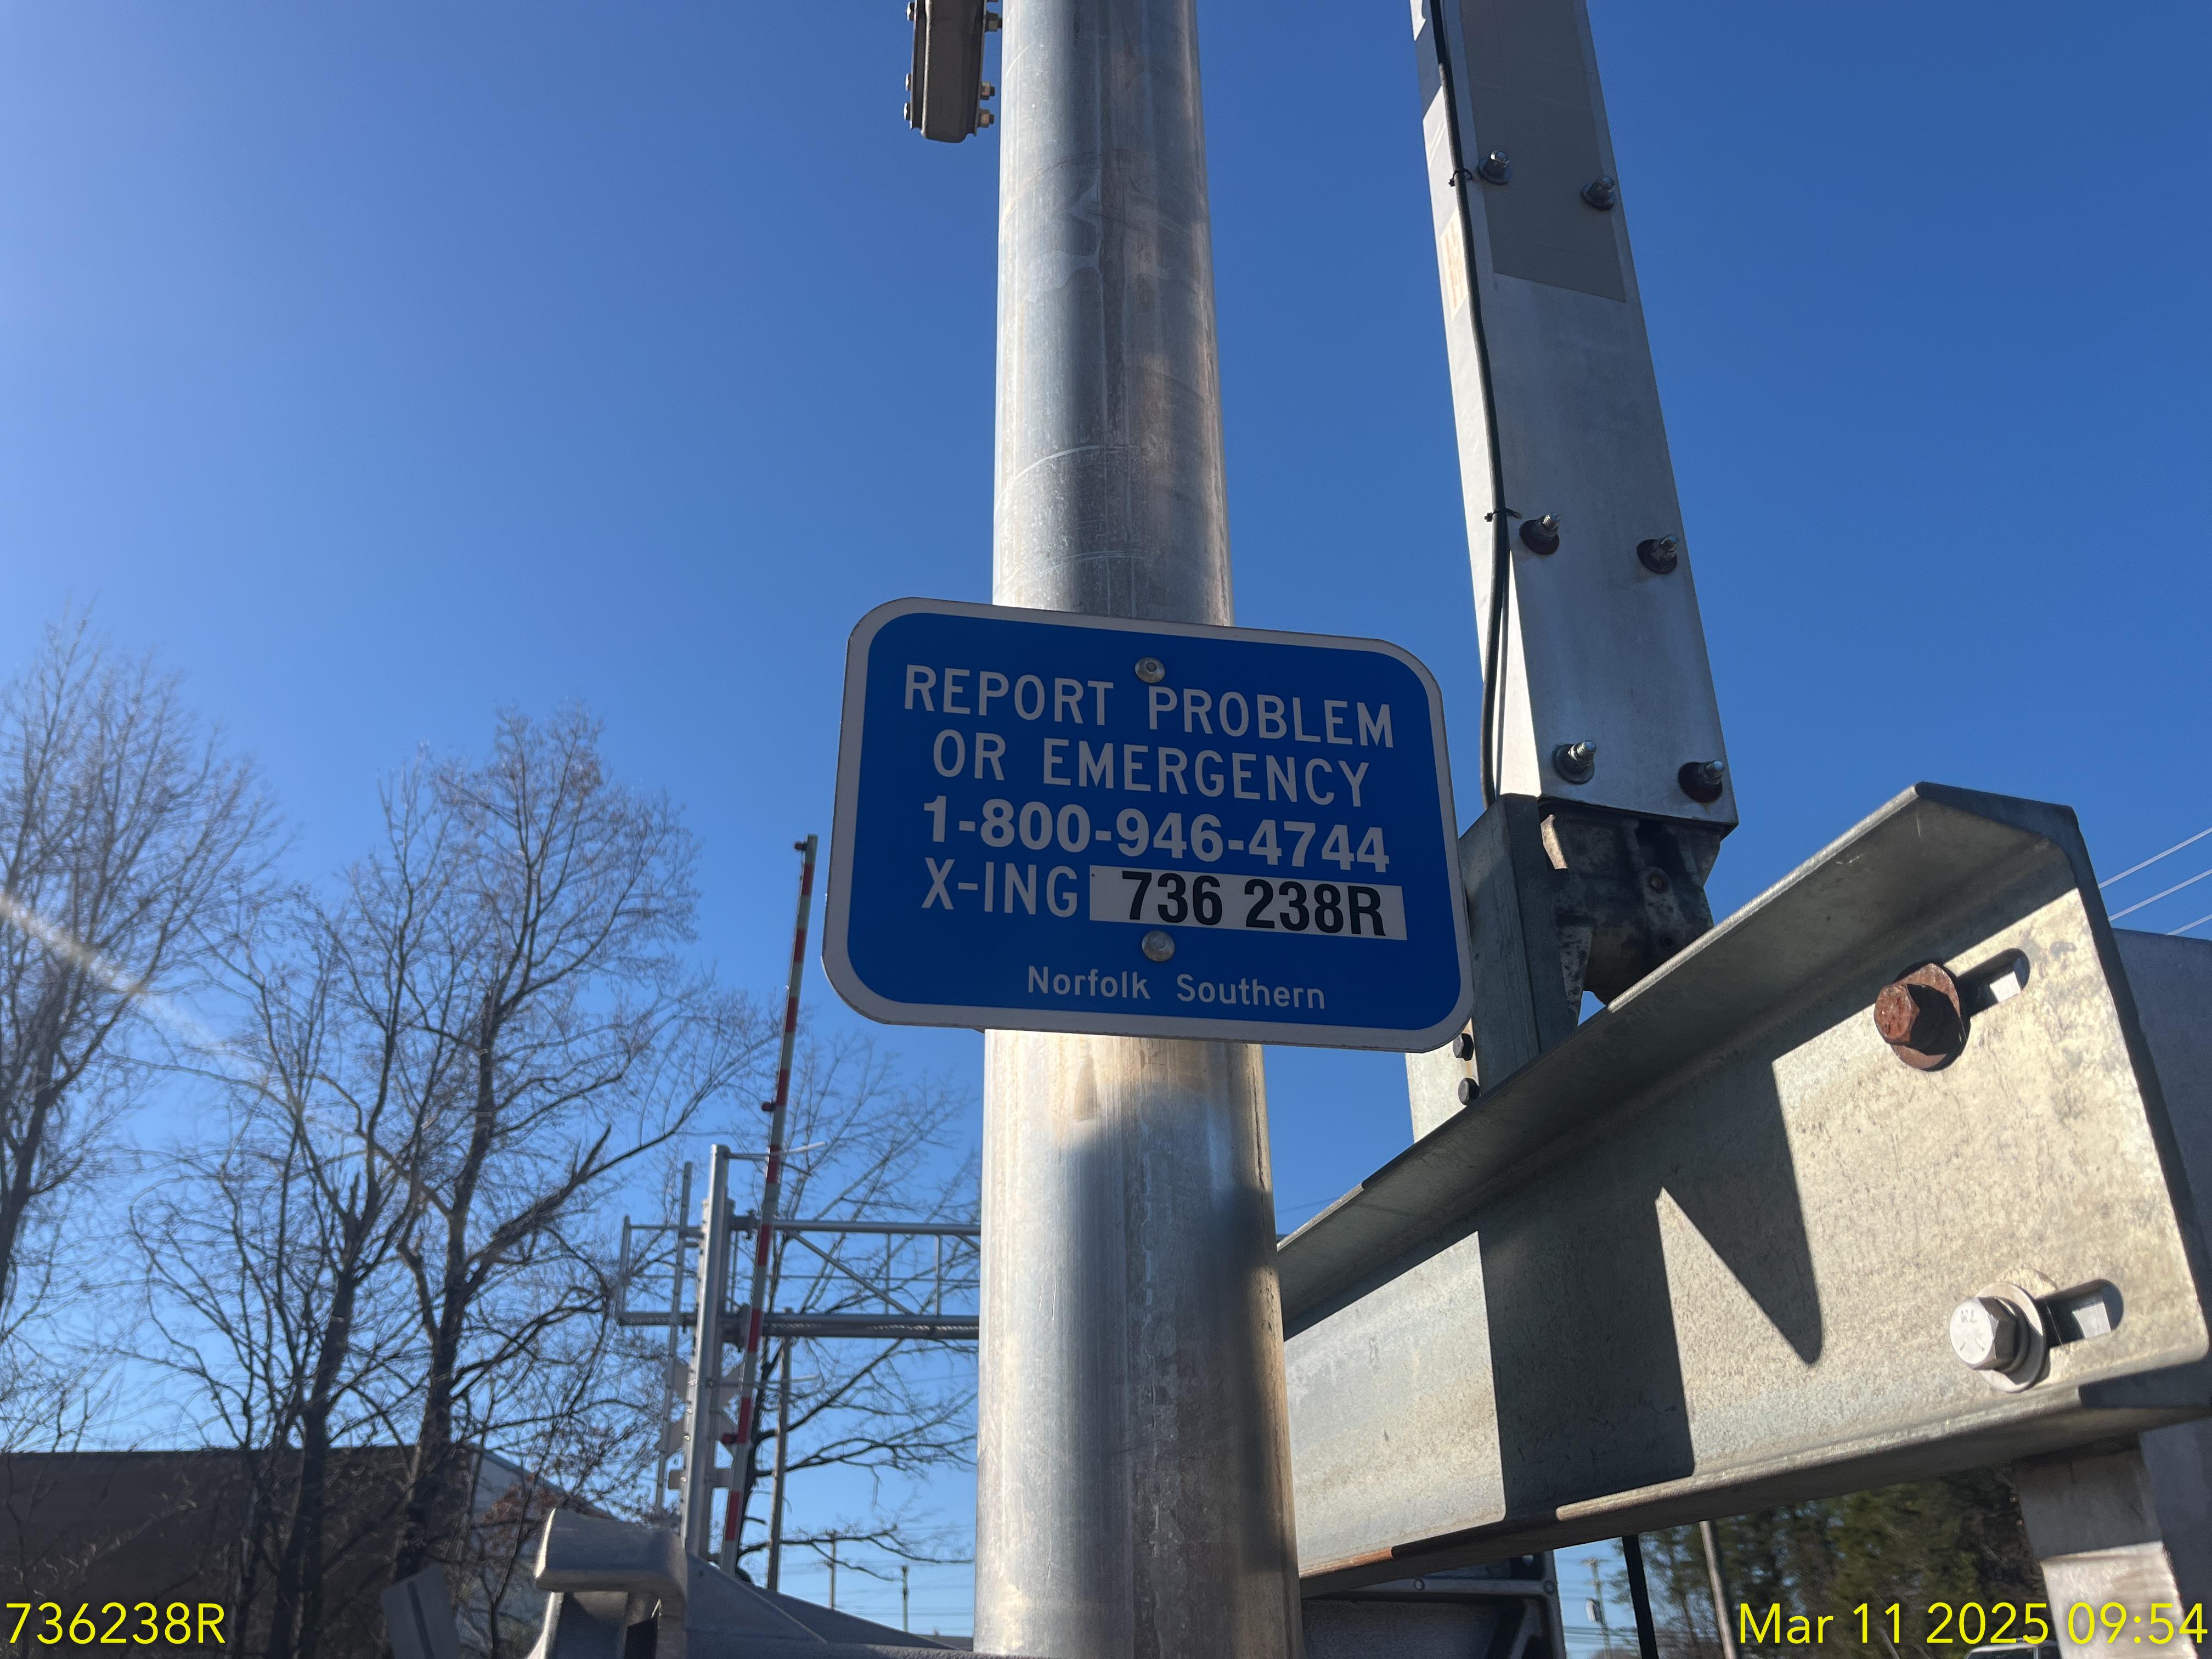 REPORT PROBLEM
OR EMERGENCY
1-800-946-4744
X-ING 736 238R
Norfolk Southern
736238R
Mar 11 2025 09:54